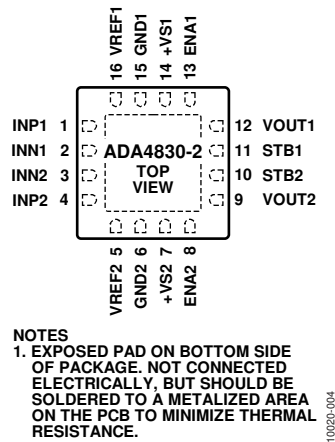 16 VREF1
15 GND1
14 +VS1
13 ENA1
INP1 1
INN1 2
INN2 3
INP2 4
ADA4830-2
TOP
VIEW
12 VOUT1
11 STB1
10 STB2
9 VOUT2
VREF2 5
GND2 6
+VS2 7
ENA2 8
NOTES
1. EXPOSED PAD ON BOTTOM SIDE
OF PACKAGE. NOT CONNECTED
ELECTRICALLY, BUT SHOULD BE
SOLDERED TO A METALIZED AREA
ON THE PCB TO MINIMIZE THERMAL
RESISTANCE.
10020-004